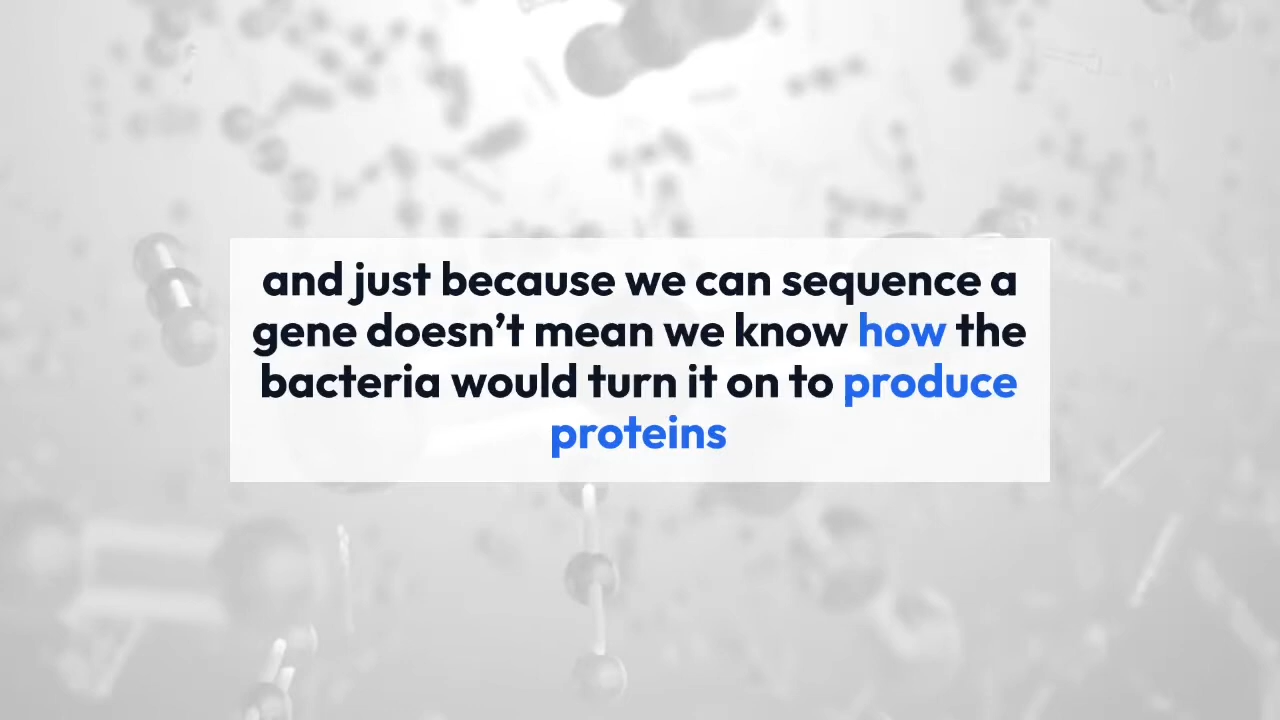 and just because we can sequence a
gene doesn’t mean we know how the
bacteria would turn it on to produce
proteins